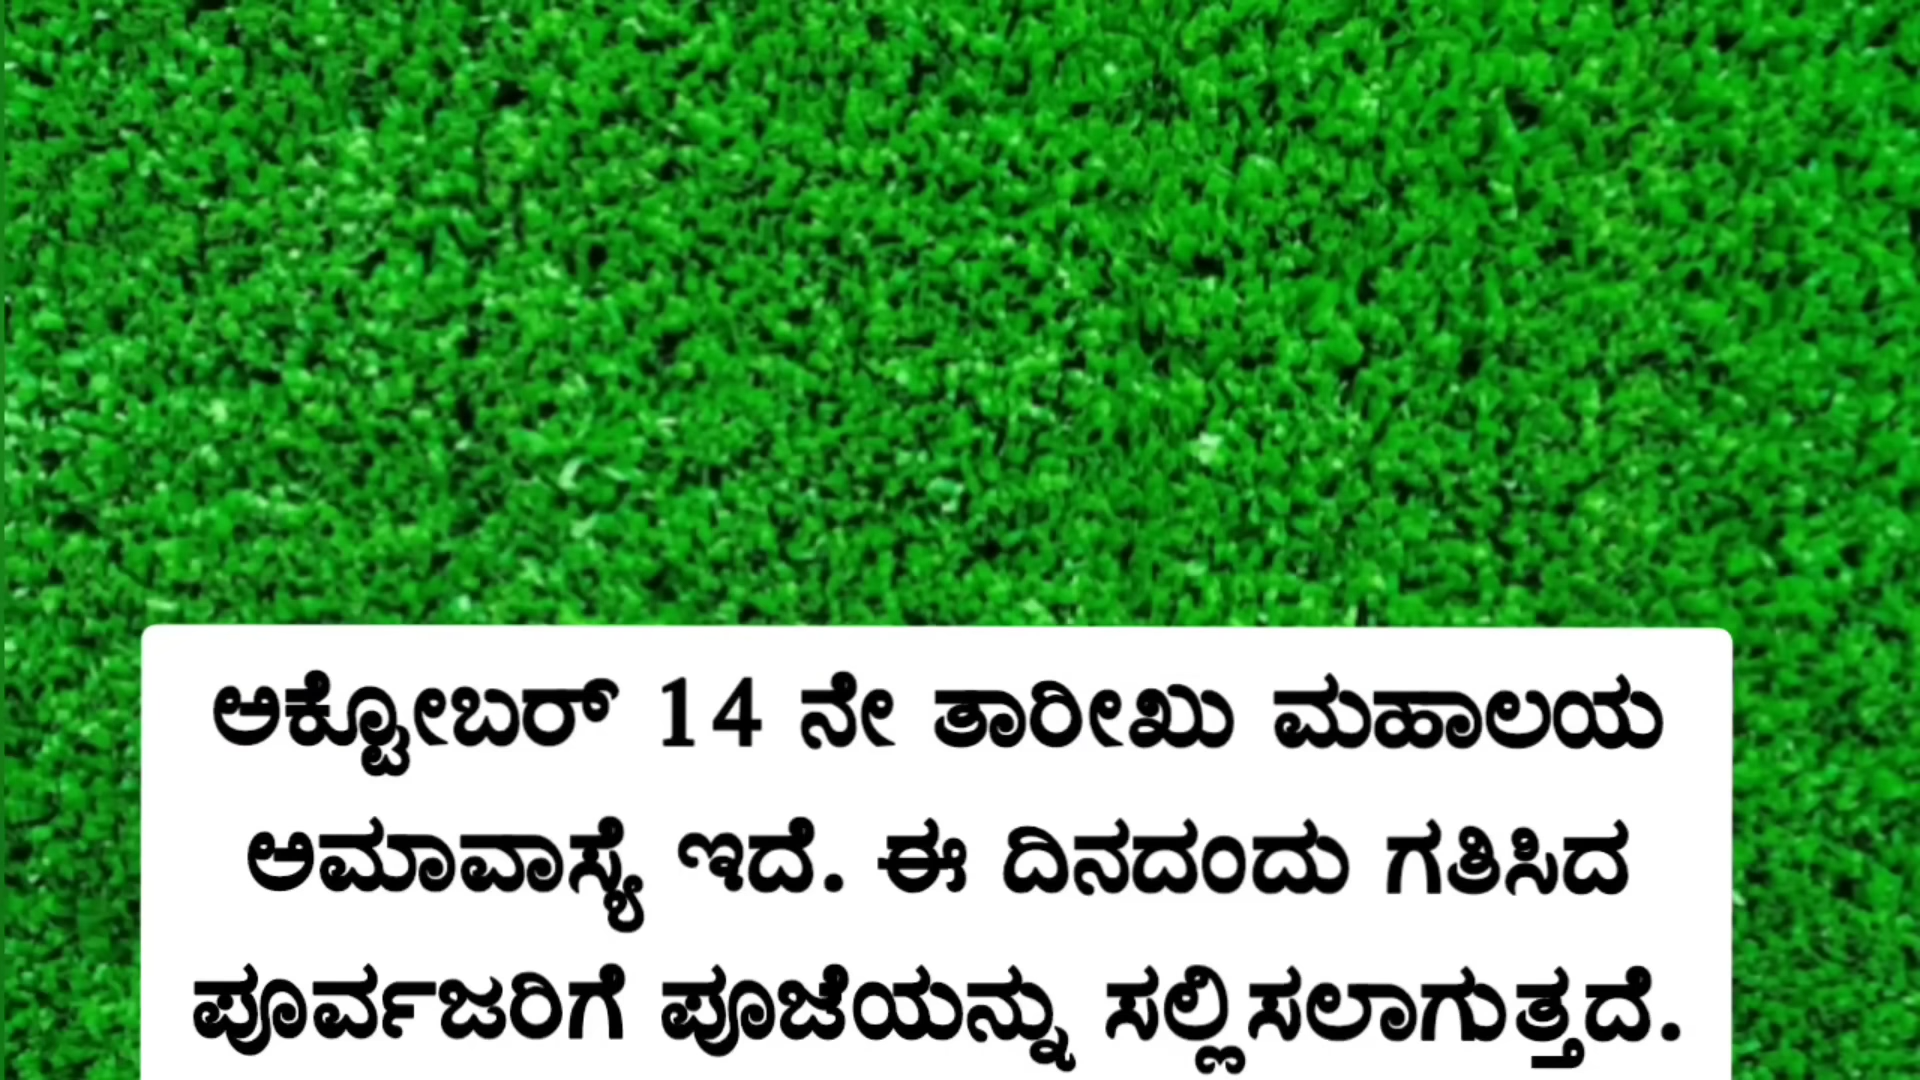 ಅಕ್ಟೋಬರ್ 14 ನೇ ತಾರೀಖು ಮಹಾಲಯ
ಅಮಾವಾಸ್ಯೆ ಇದೆ. ಈ ದಿನದಂದು ಗತಿಸಿದ
ಪೂರ್ವಜರಿಗೆ ಪೂಜೆಯನ್ನು ಸಲ್ಲಿಸಲಾಗುತ್ತದೆ.